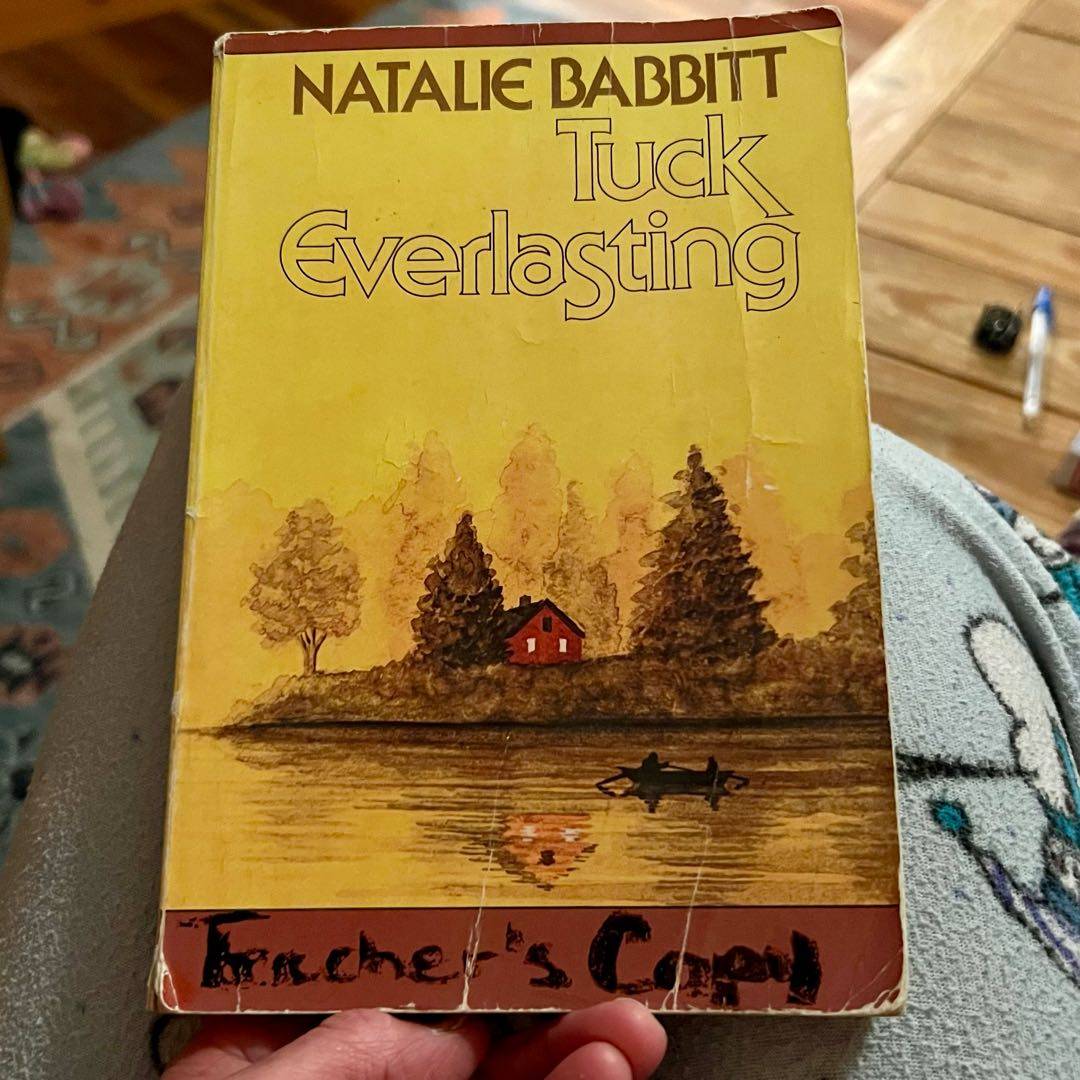 NATALIE BABBITT
Tuck
Everlasting
Teacher's Copy